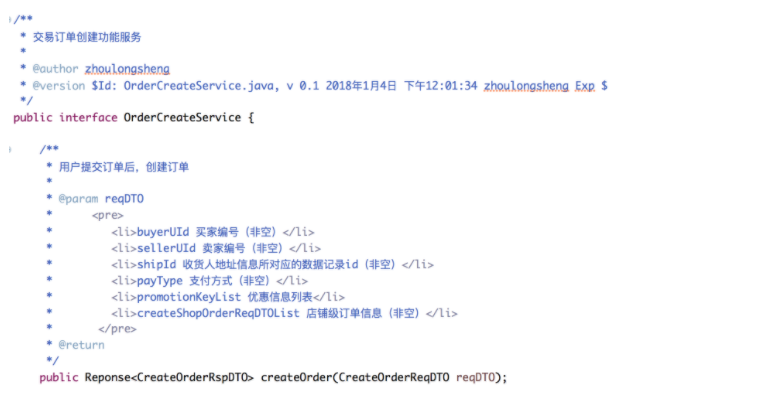 /**
 * 交易订单创建功能服务
 *
 * @author zhoulongsheng
 * @version $Id: OrderCreateService.java, v 0.1 2018年1月4日 下午12:01:34 zhoulongsheng Exp $
 */
public interface OrderCreateService {
    /**
     * 用户提交订单后，创建订单
     *
     * @param reqDTO
     *       <pre>
     *          <li>buyerUId 买家编号（非空）</li>
     *          <li>sellerUId 卖家编号（非空）</li>
     *          <li>shipId 收货人地址信息所对应的数据记录id（非空）</li>
     *          <li>payType 支付方式（非空）</li>
     *          <li>promotionKeyList 优惠信息列表</li>
     *          <li>createShopOrderReqDTOList 店铺级订单信息（非空）</li>
     *        </pre>
     * @return
     */
    public Reponse<CreateOrderRspDTO> createOrder(CreateOrderReqDTO reqDTO);